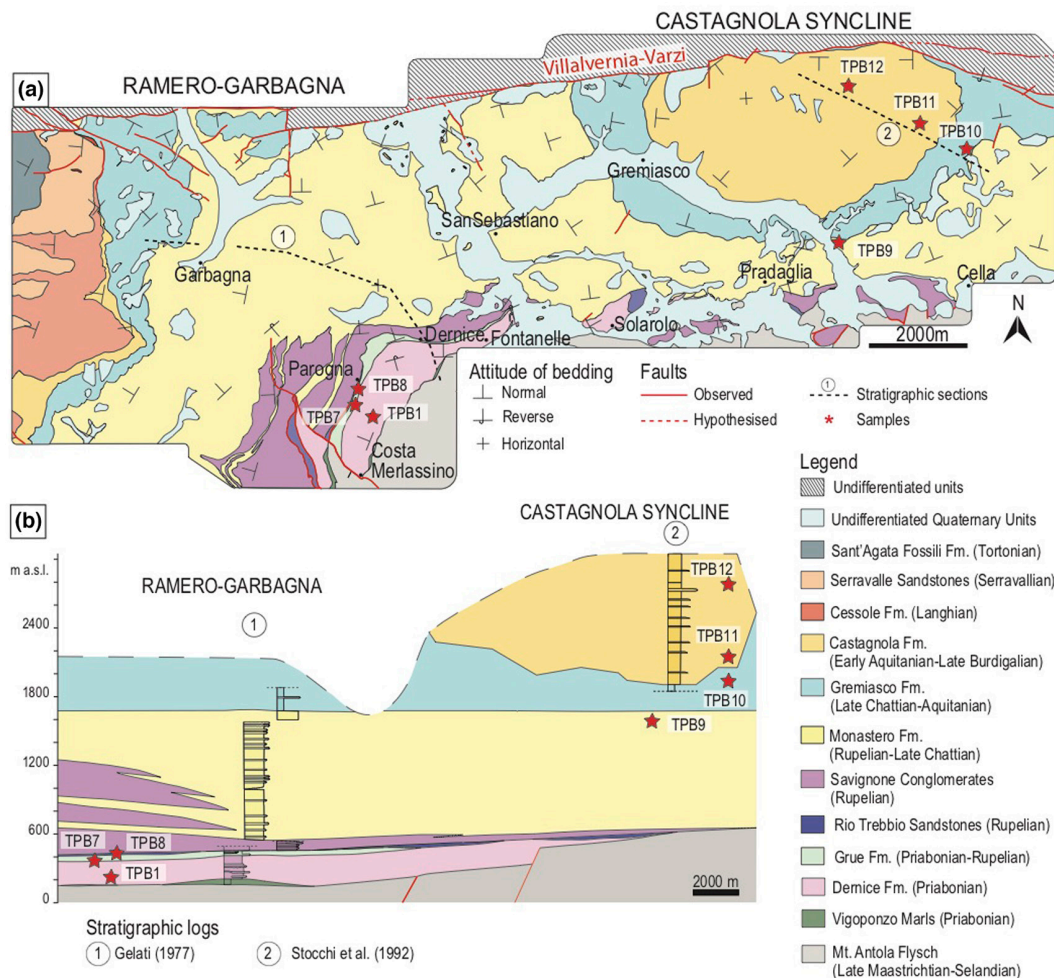 CASTAGNOLA SYNCLINE
(a)
RAMERO-GARBAGNA
Villalvernia-Varzi
TPB12
TPB11
TPB10
2
Gremiasco
SanSebastiano
1
TPB9
Garbagna
Pradaglia
Cella
Solarolo
Dernice
Fontanelle
N
2000m
Parogna
TPB8
TPB7
TPB1
Costa
Merlassino
Attitude of bedding
Normal
Reverse
Horizontal
Faults
Observed
Hypothesised
1
Stratigraphic sections
Samples
(b)
CASTAGNOLA SYNCLINE
2
m a.s.l.
RAMERO-GARBAGNA
1
TPB12
2400
TPB11
1800
TPB10
TPB9
1200
600
TPB7
TPB8
TPB1
0
2000 m
Stratigraphic logs
1 Gelati (1977)
2 Stocchi et al. (1992)
Legend
Undifferentiated units
Undifferentiated Quaternary Units
Sant'Agata Fossili Fm. (Tortonian)
Serravalle Sandstones (Serravallian)
Cessole Fm. (Langhian)
Castagnola Fm.
(Early Aquitanian-Late Burdigalian)
Gremiasco Fm.
(Late Chattian-Aquitanian)
Monastero Fm.
(Rupelian-Late Chattian)
Savignone Conglomerates
(Rupelian)
Rio Trebbio Sandstones (Rupelian)
Grue Fm. (Priabonian-Rupelian)
Dernice Fm. (Priabonian)
Vigoponzo Marls (Priabonian)
Mt. Antola Flysch
(Late Maastrichtian-Selandian)